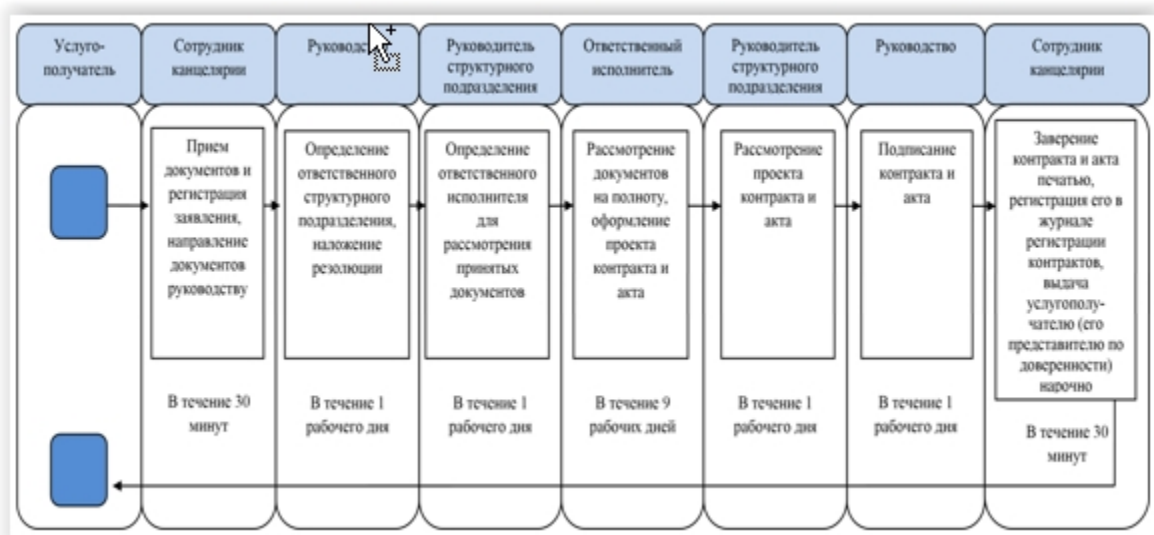 Услуго-
получатель
Сотрудник
канцелярии
Руководство
Руководитель
структурного
подразделения
Ответственный
исполнитель
Руководитель
структурного
подразделения
Руководство
Сотрудник
канцелярии
Прием
документов и
регистрация
заявления,
направление
документов
руководству
Определение
ответственного
структурного
подразделения,
наложение
резолюции
Определение
ответственного
исполнителя
для
рассмотрения
принятых
документов
Рассмотрение
документов
на полноту,
оформление
проекта
контракта и
акта
Рассмотрение
проекта
контракта и
акта
Подписание
контракта и
акта
Заверение
контракта и акта
печатью,
регистрация его в
журнале
регистрации
контрактов,
выдача
услугополу-
чателю (его
представителю по
доверенности)
нарочно
В течение 30
минут
В течение 1
рабочего дня
В течение 1
рабочего дня
В течение 9
рабочих дней
В течение 1
рабочего дня
В течение 1
рабочего дня
В течение 30
минут